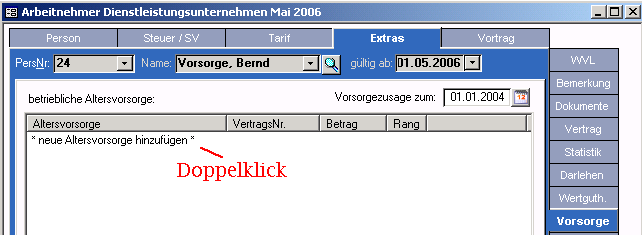 Arbeitnehmer Dienstleistungsunternehmen Mai 2006
Person Steuer / SV Tarif Extras Vortrag
PersNr: 24 Name: Vorsorge, Bernd gültig ab: 01.05.2006
WVL
Bemerkung
betriebliche Altersvorsorge: Vorsorgezusage zum: 01.01.2004 12
Dokumente
Altersvorsorge VertragsNr. Betrag Rang
Vertrag
* neue Altersvorsorge hinzufügen *
Statistik
Doppelklick
Darlehen
Wertguth.
Vorsorge